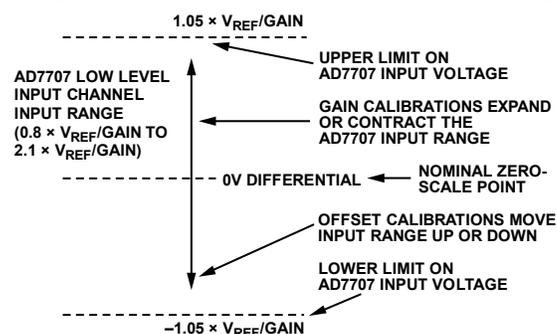 1.05 × VREF/GAIN
UPPER LIMIT ON
AD7707 INPUT VOLTAGE
AD7707 LOW LEVEL
INPUT CHANNEL
INPUT RANGE
(0.8 × VREF/GAIN TO
2.1 × VREF/GAIN)
GAIN CALIBRATIONS EXPAND
OR CONTRACT THE
AD7707 INPUT RANGE
0V DIFFERENTIAL
NOMINAL ZERO-
SCALE POINT
OFFSET CALIBRATIONS MOVE
INPUT RANGE UP OR DOWN
LOWER LIMIT ON
AD7707 INPUT VOLTAGE
–1.05 × VREF/GAIN